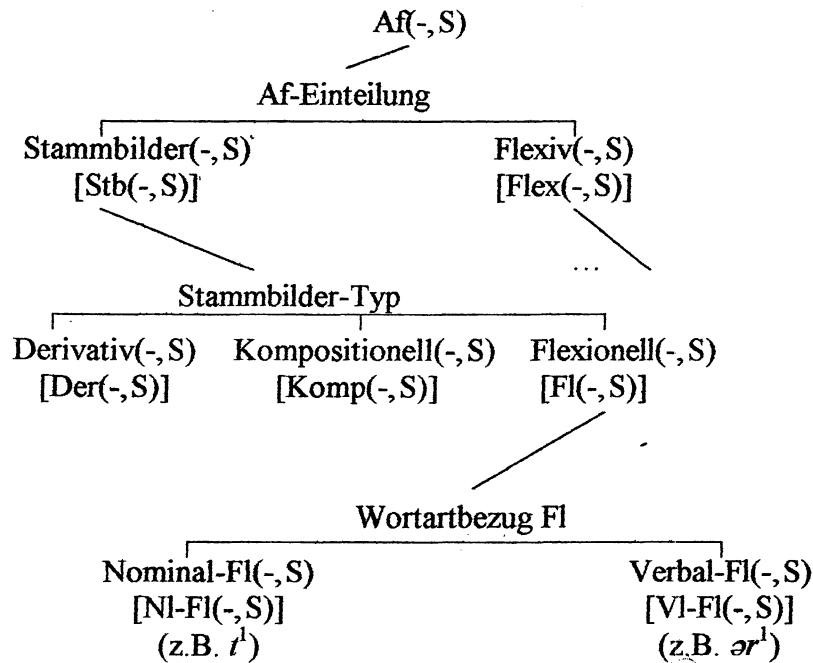 Af(-,S)
Af-Einteilung
Stammbilder(-,S) Flexiv(-,S)
[Stb(-,S)] [Flex(-,S)]
...
Stammbilder-Typ
Derivativ(-,S) Kompositionell(-,S) Flexionell(-,S)
[Der(-,S)] [Komp(-,S)] [Fl(-,S)]
Wortartbezug Fl
Nominal-Fl(-,S) Verbal-Fl(-,S)
[Nl-Fl(-,S)] [Vl-Fl(-,S)]
(z.B. t¹) (z.B. ər¹)